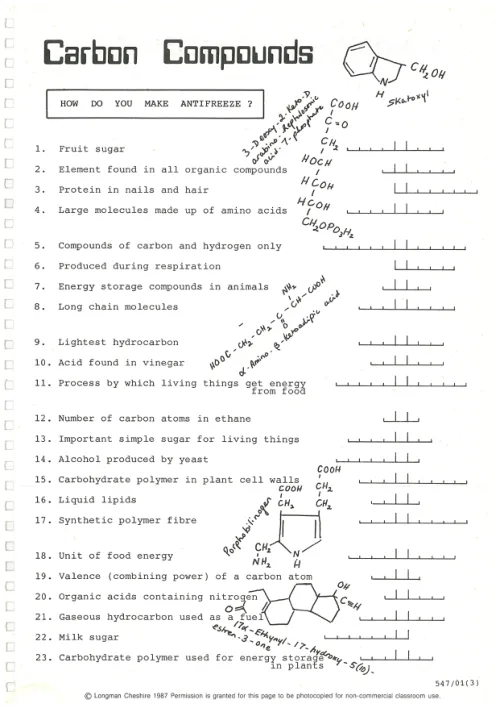 Carbon Compounds
CH₂OH
N
H
Skatoxyl
HOW DO YOU MAKE ANTIFREEZE ?
3-Deoxy-2-Keto-D
arabino-heptulosonic
acid-7-phosphate
COOH
C=O
CH₂
HOCH
HCOH
HCOH
CH₂OPO₃H₂
1. Fruit sugar
2. Element found in all organic compounds
3. Protein in nails and hair
4. Large molecules made up of amino acids
5. Compounds of carbon and hydrogen only
6. Produced during respiration
7. Energy storage compounds in animals
8. Long chain molecules
NH₂
HOOC-CH₂-CH₂-C-CH-COOH
O
α-Amino-β-Ketoadipic acid
9. Lightest hydrocarbon
10. Acid found in vinegar
11. Process by which living things get energy
from food
12. Number of carbon atoms in ethane
13. Important simple sugar for living things
14. Alcohol produced by yeast
15. Carbohydrate polymer in plant cell walls
16. Liquid lipids
17. Synthetic polymer fibre
COOH
COOH CH₂
CH₂ CH₂
Porphobilinogen
CH₂
NH₂
N
H
18. Unit of food energy
19. Valence (combining power) of a carbon atom
20. Organic acids containing nitrogen
21. Gaseous hydrocarbon used as a fuel
OH
C≡H
O
17α-Ethynyl-17-hydroxy-5(10)-
estren-3-one
22. Milk sugar
23. Carbohydrate polymer used for energy storage
in plants
547/01(3)
© Longman Cheshire 1987 Permission is granted for this page to be photocopied for non-commercial classroom use.